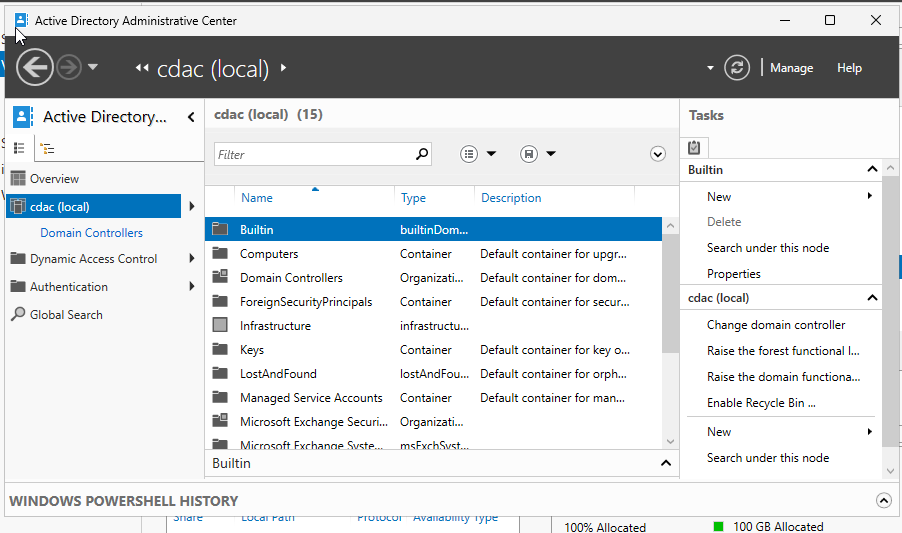 Active Directory Administrative Center
cdac (local)
Manage Help
Active Directory...
Overview
cdac (local)
Domain Controllers
Dynamic Access Control
Authentication
Global Search
cdac (local) (15)
Filter
Name Type Description
Builtin builtinDom...
Computers Container Default container for upgr...
Domain Controllers Organizati... Default container for dom...
ForeignSecurityPrincipals Container Default container for secur...
Infrastructure infrastructu...
Keys Container Default container for key o...
LostAndFound lostAndFou... Default container for orph...
Managed Service Accounts Container Default container for man...
Microsoft Exchange Securi... Organizati...
Microsoft Exchange Syste... msExchSyst...
Builtin
Tasks
Builtin
New
Delete
Search under this node
Properties
cdac (local)
Change domain controller
Raise the forest functional l...
Raise the domain functiona...
Enable Recycle Bin ...
New
Search under this node
WINDOWS POWERSHELL HISTORY
Share Local Path Protocol Availability Type
100% Allocated 100 GB Allocated